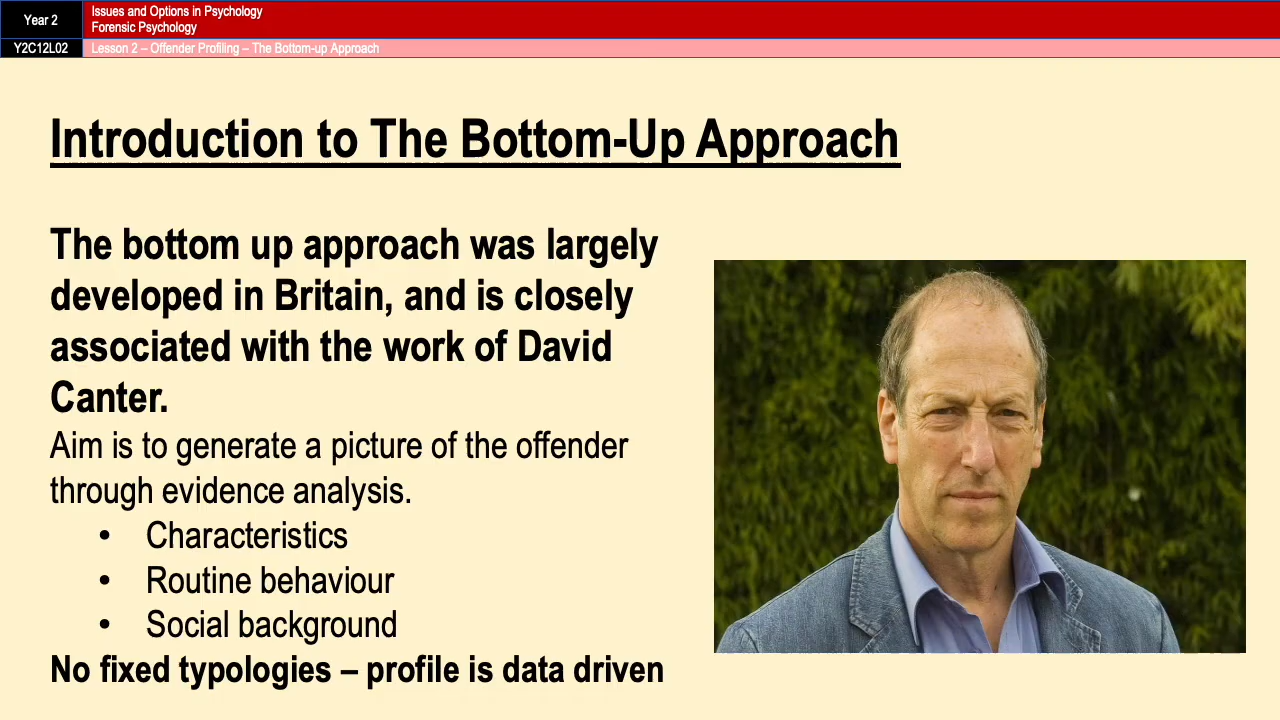 Year 2
Issues and Options in Psychology
Forensic Psychology
Y2C12L02
Lesson 2 – Offender Profiling – The Bottom-up Approach
Introduction to The Bottom-Up Approach
The bottom up approach was largely
developed in Britain, and is closely
associated with the work of David
Canter.
Aim is to generate a picture of the offender
through evidence analysis.
• Characteristics
• Routine behaviour
• Social background
No fixed typologies – profile is data driven